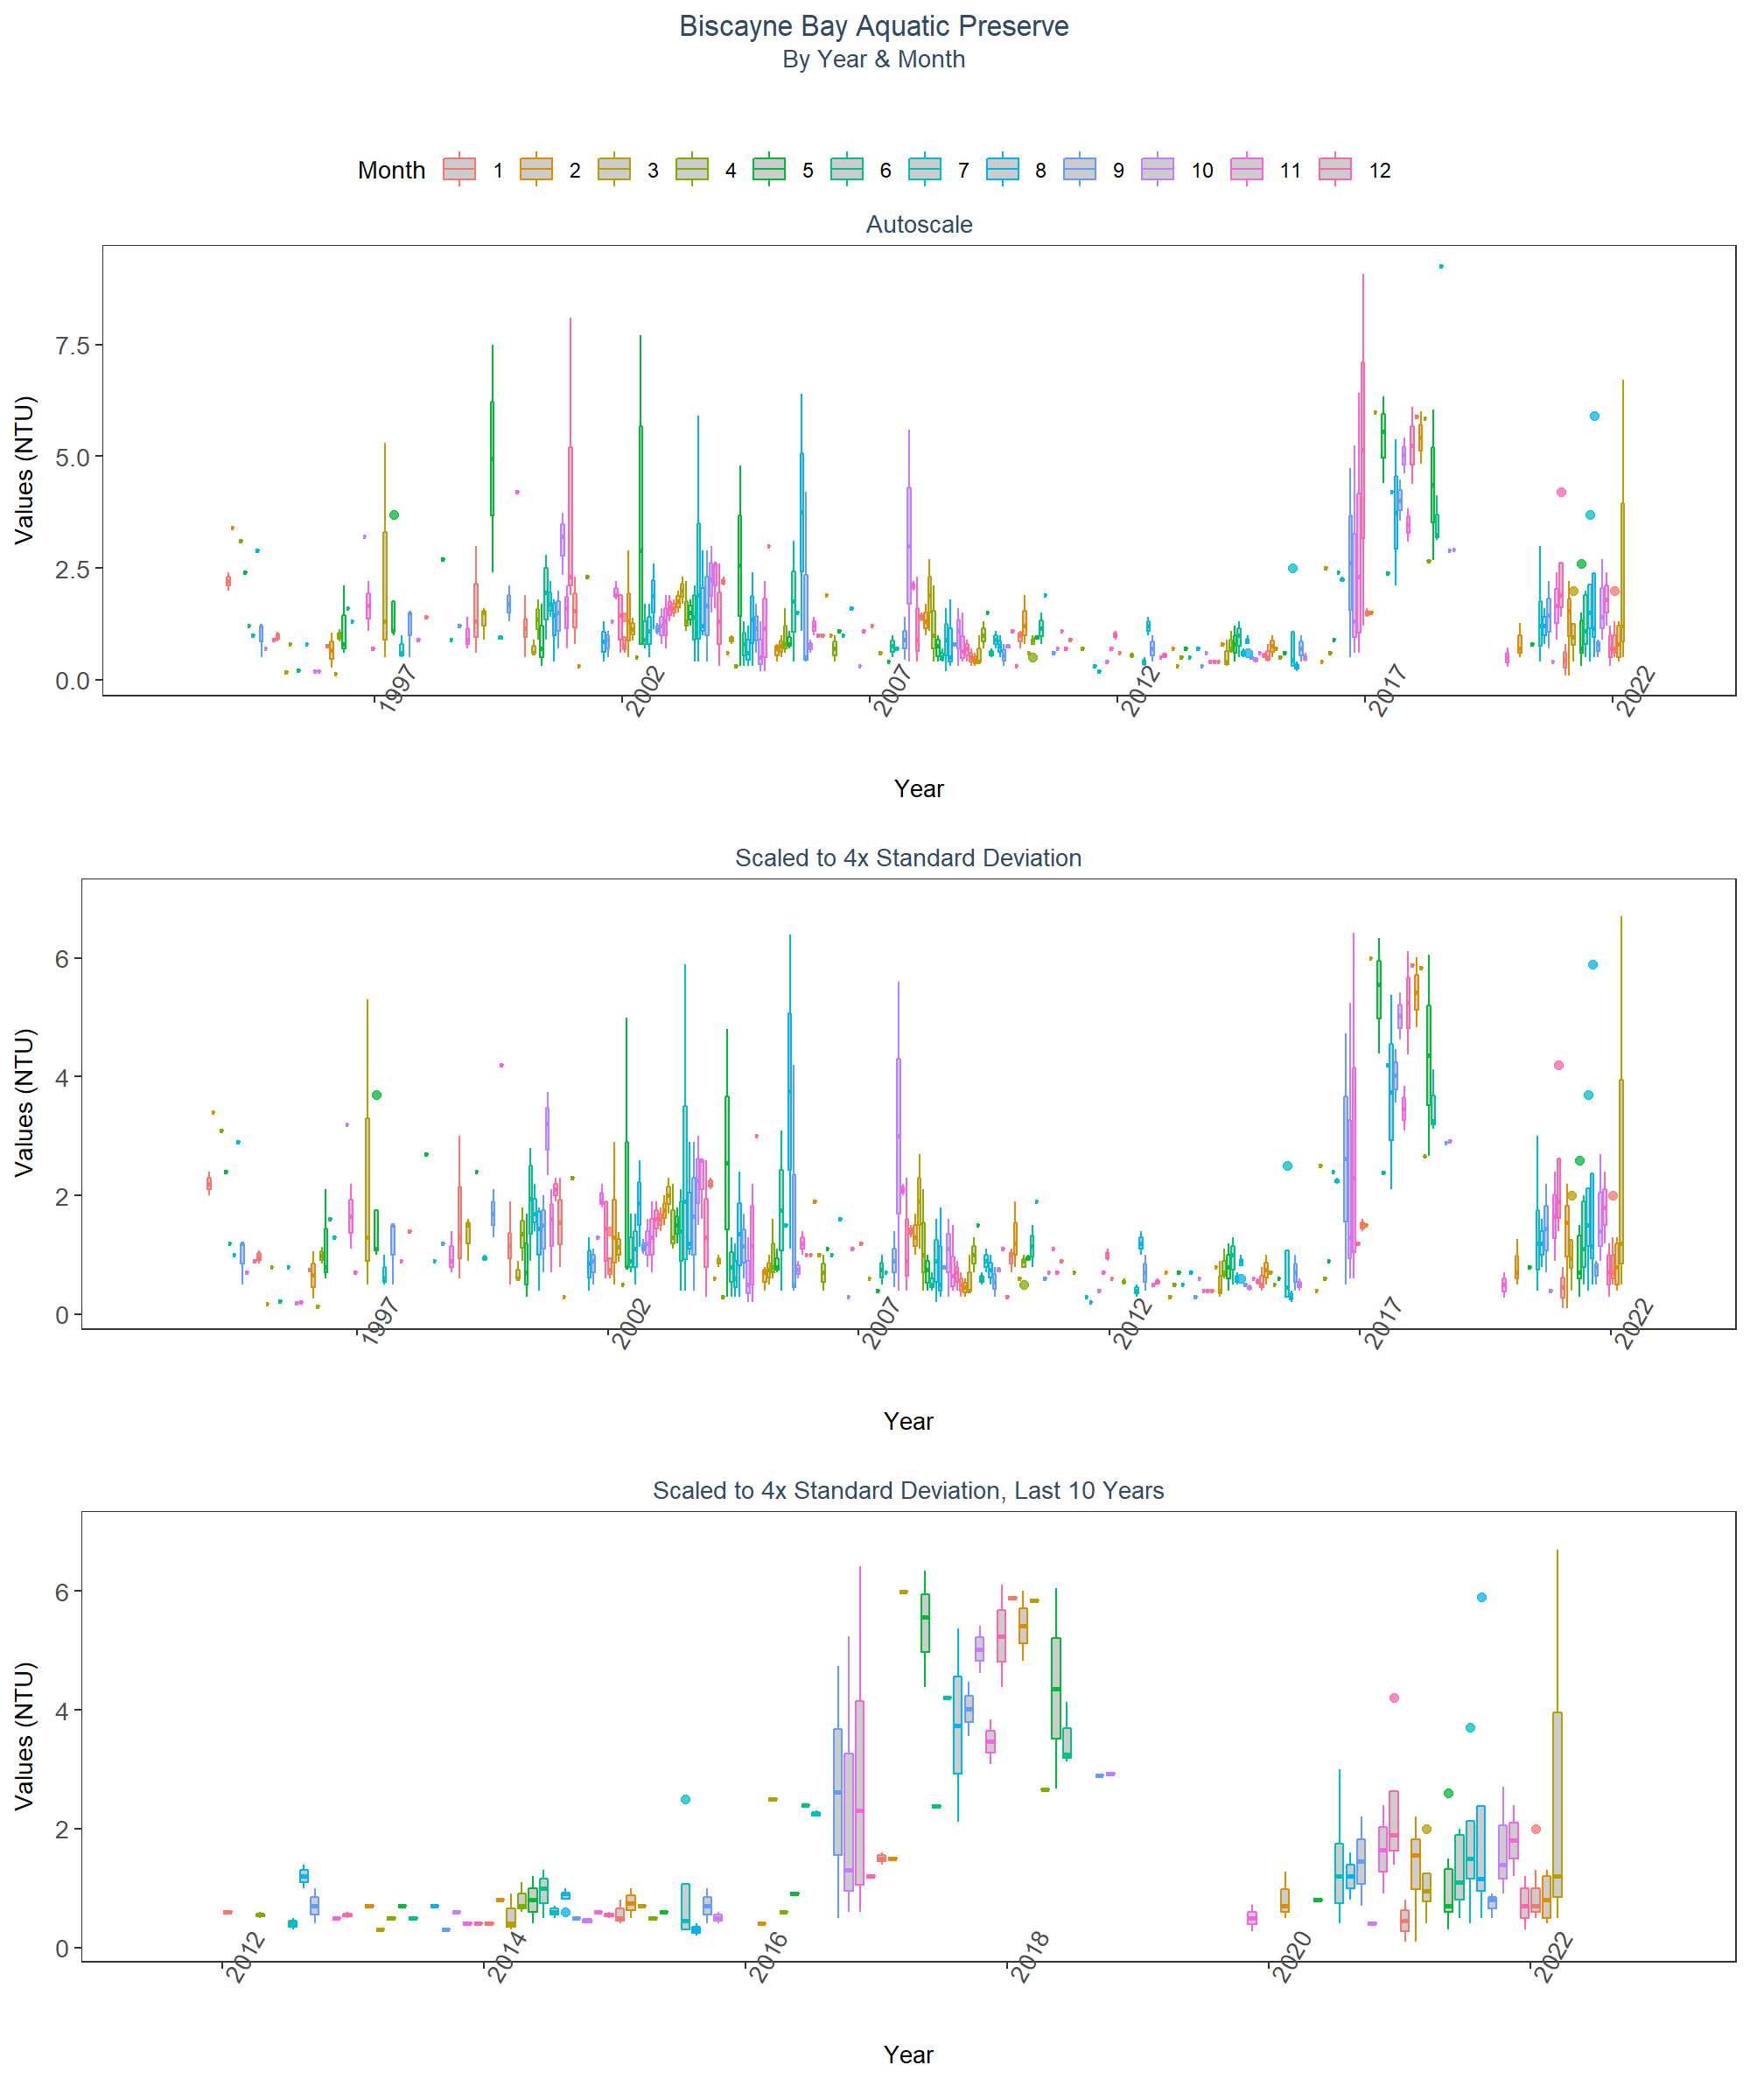 Biscayne Bay Aquatic Preserve
By Year & Month
Month 1 2 3 4 5 6 7 8 9 10 11 12
Autoscale
7.5
5.0
2.5
0.0
Values (NTU)
1997 2002 2007 2012 2017 2022
Year
Scaled to 4x Standard Deviation
6
4
2
0
Values (NTU)
1997 2002 2007 2012 2017 2022
Year
Scaled to 4x Standard Deviation, Last 10 Years
6
4
2
0
Values (NTU)
2012 2014 2016 2018 2020 2022
Year